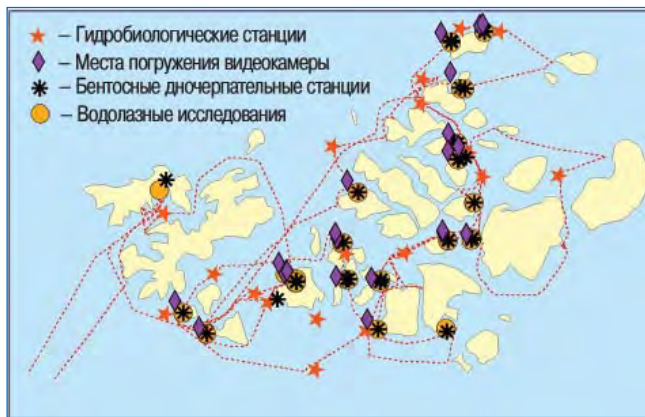 – Гидробиологические станции
– Места погружения видеокамеры
– Бентосные дночерпательные станции
– Водолазные исследования